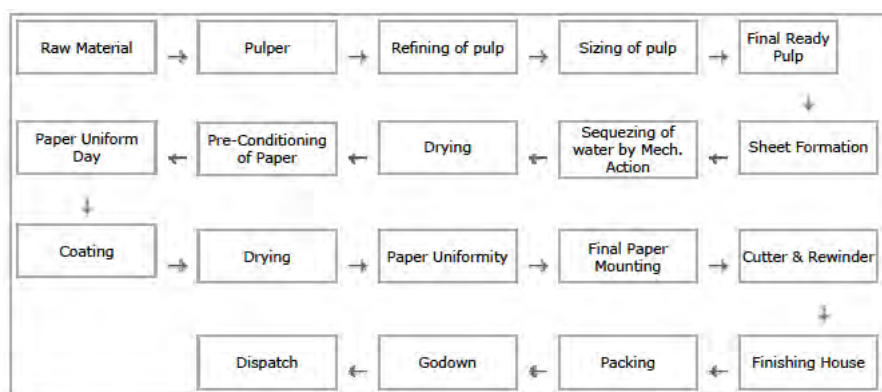 Raw Material
Pulper
Refining of pulp
Sizing of pulp
Final Ready
Pulp
Sheet Formation
Sequezing of
water by Mech.
Action
Drying
Pre-Conditioning
of Paper
Paper Uniform
Day
Coating
Drying
Paper Uniformity
Final Paper
Mounting
Cutter & Rewinder
Finishing House
Packing
Godown
Dispatch